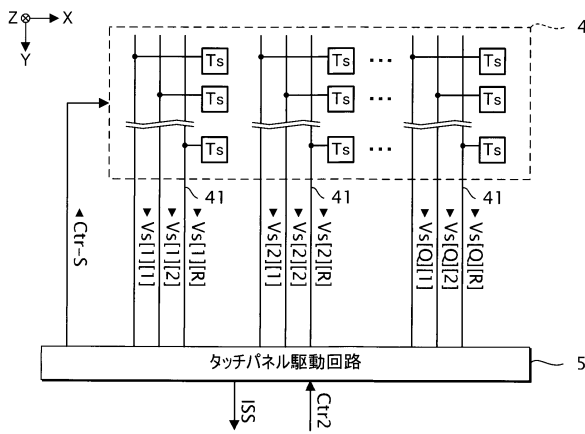 Z X
Y
4
Ts Ts ... Ts
Ts Ts ... Ts
Ts Ts ... Ts
41 41 41
Ctr-S
Vs[1][1]
Vs[1][2]
Vs[1][R]
Vs[2][1]
Vs[2][2]
Vs[2][R]
Vs[Q][1]
Vs[Q][2]
Vs[Q][R]
タッチパネル駆動回路
5
ISS
Ctr2